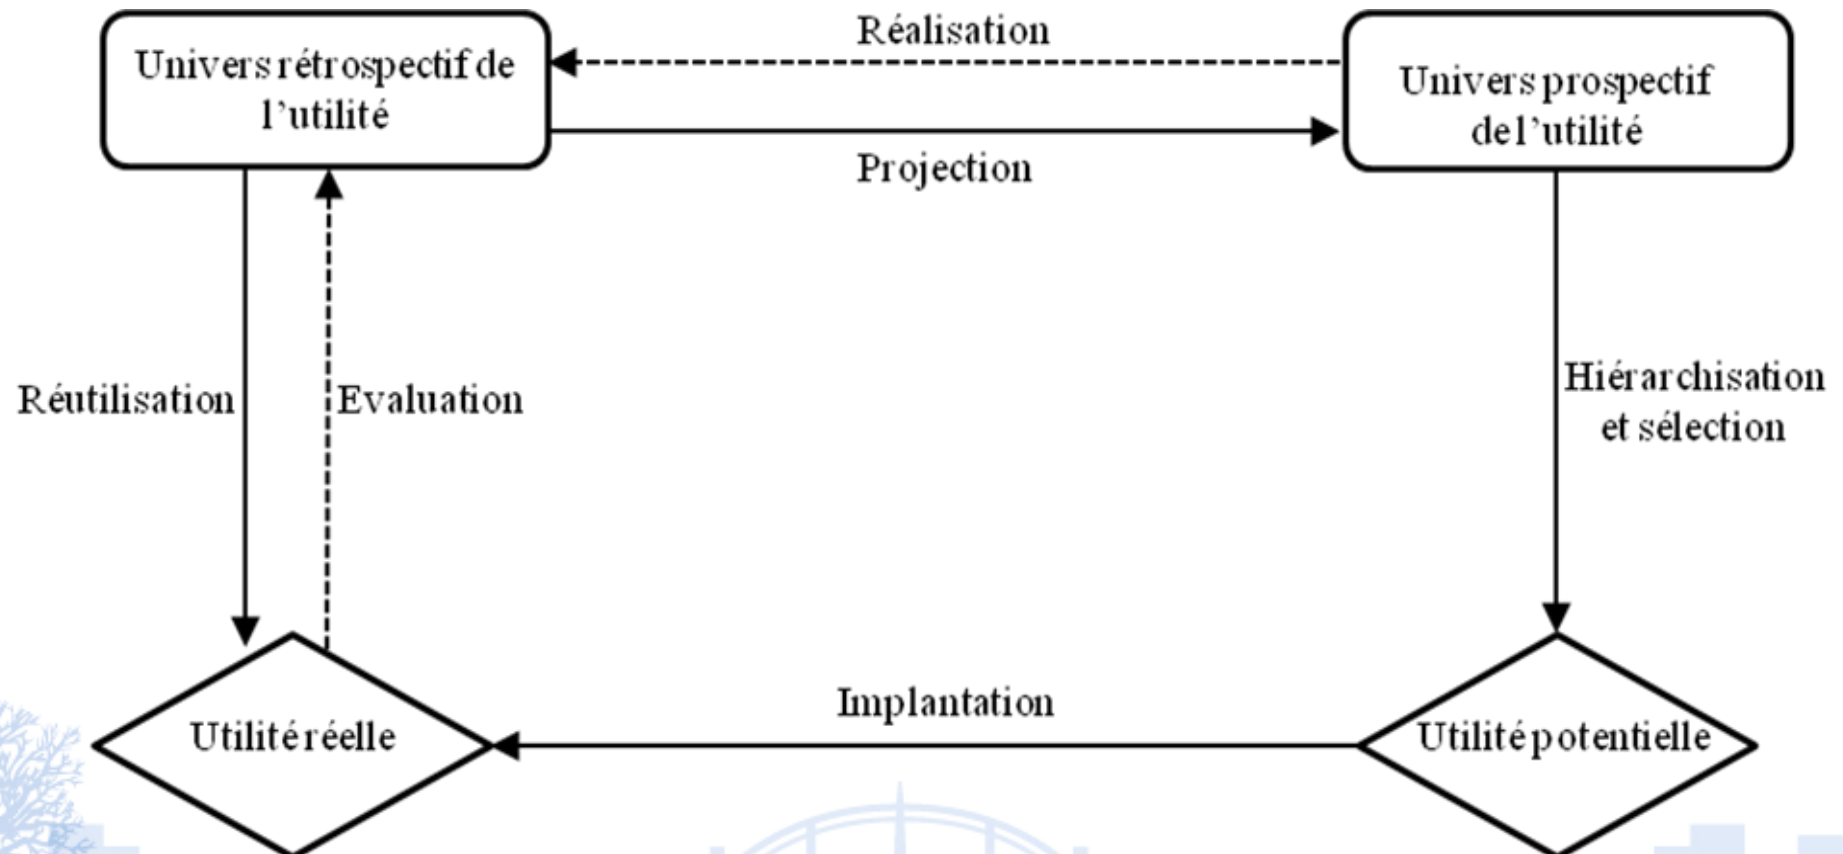 Univers rétrospectif de
l’utilité
Réalisation
Projection
Univers prospectif
de l’utilité
Réutilisation
Evaluation
Hiérarchisation
et sélection
Utilité réelle
Implantation
Utilité potentielle